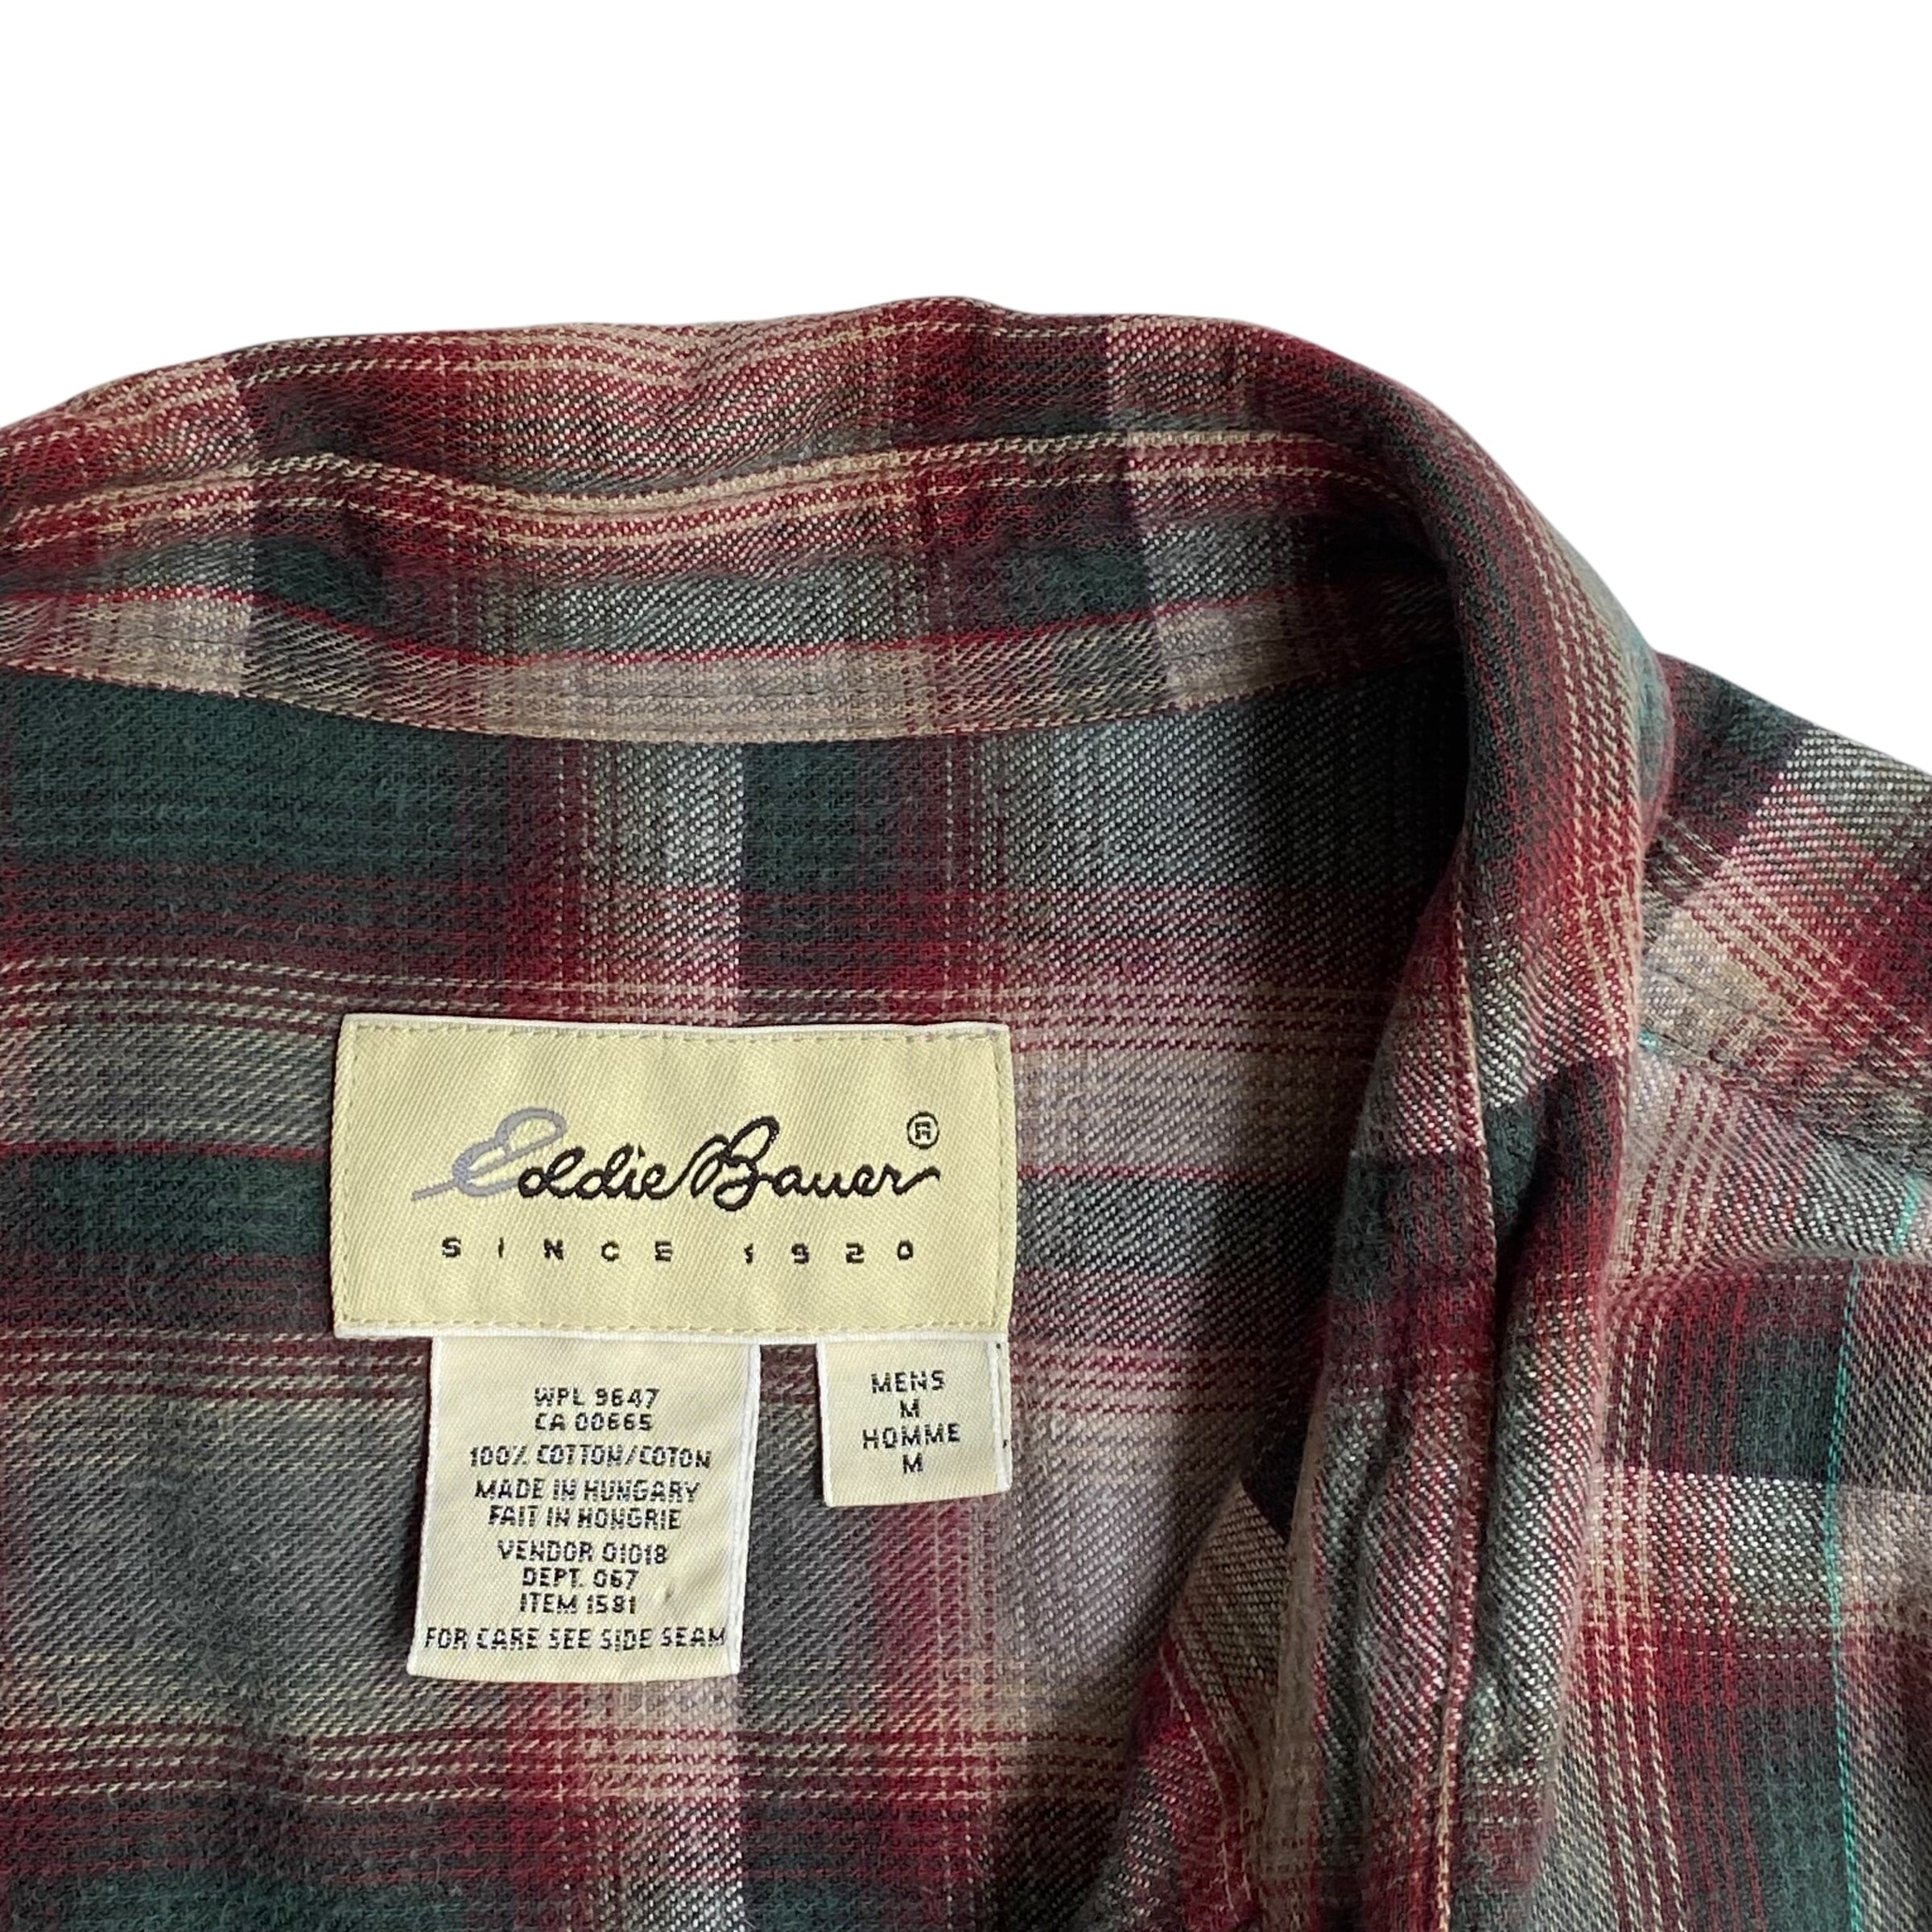 Eddie Bauer®
SINCE 1920
WPL 9647
CA 00665
100% COTTON/COTON
MADE IN HUNGARY
FAIT IN HONGRIE
VENDOR 01018
DEPT. 067
ITEM 1581
FOR CARE SEE SIDE SEAM
MENS
M
HOMME
M